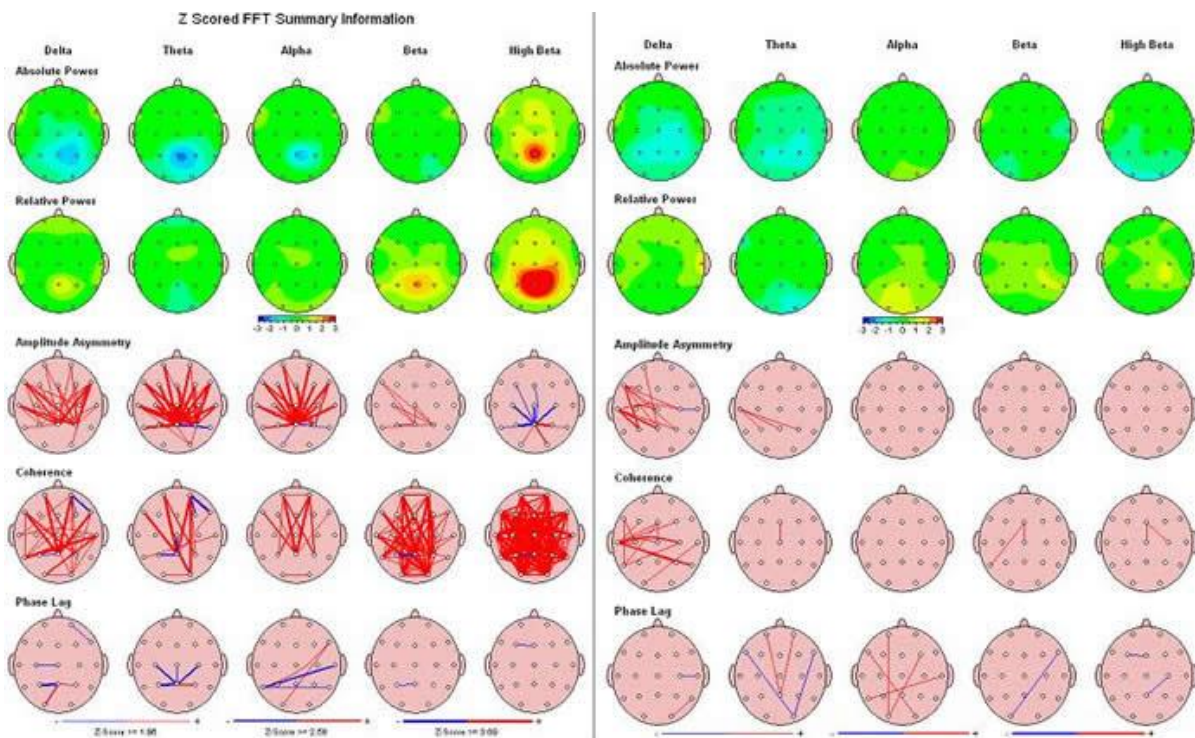 Z Scored FFT Summary Information
Delta Theta Alpha Beta High Beta
Absolute Power
Relative Power
-3 -2 -1 0 1 2 3
Amplitude Asymmetry
Coherence
Phase Lag
- + - + - +
Z Score >= 1.96 Z Score >= 2.58 Z Score >= 3.09
Delta Theta Alpha Beta High Beta
Absolute Power
Relative Power
-3 -2 -1 0 1 2 3
Amplitude Asymmetry
Coherence
Phase Lag
- + - + - +